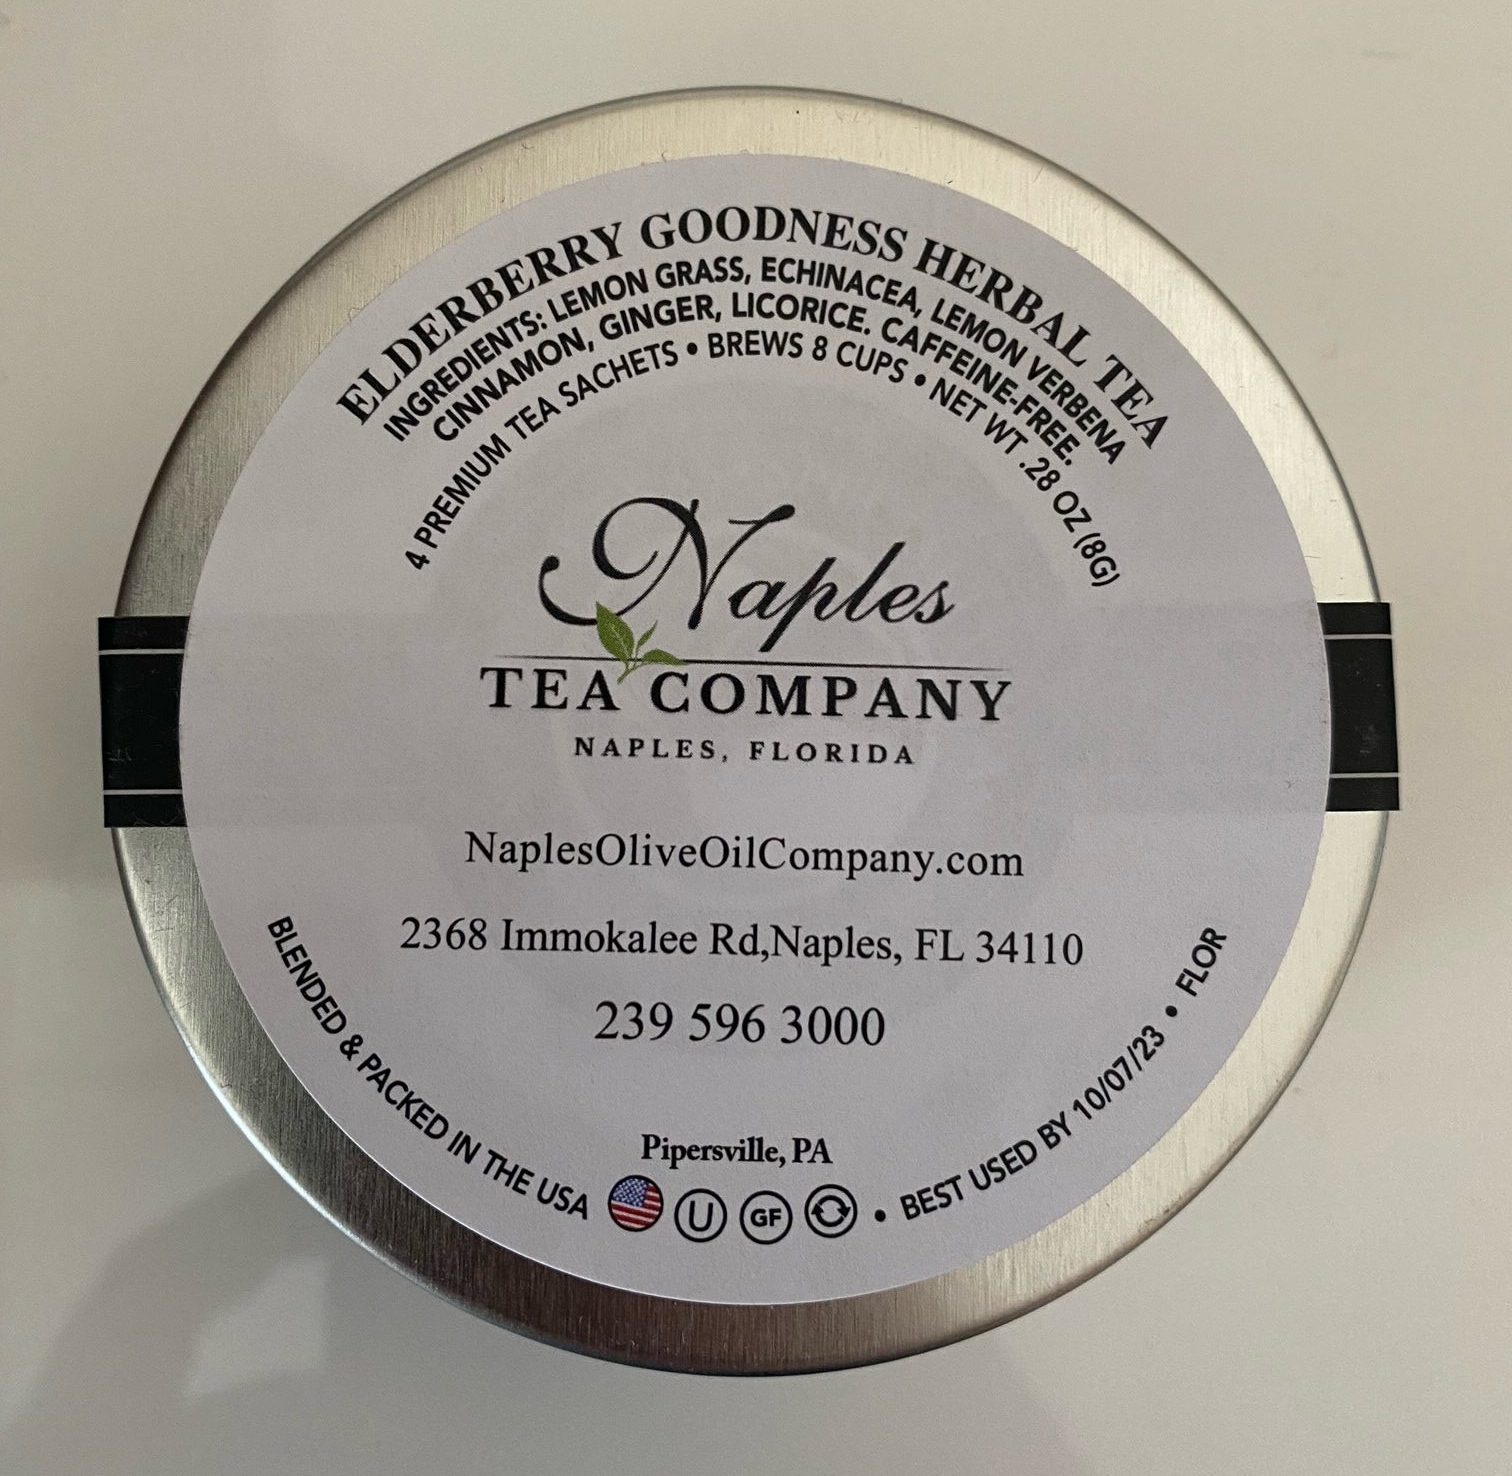 ELDERBERRY GOODNESS HERBAL TEA
INGREDIENTS: LEMON GRASS, ECHINACEA, LEMON VERBENA
CINNAMON, GINGER, LICORICE. CAFFEINE-FREE.
4 PREMIUM TEA SACHETS • BREWS 8 CUPS • NET WT .28 OZ (8G)
Naples
TEA COMPANY
NAPLES, FLORIDA
NaplesOliveOilCompany.com
2368 Immokalee Rd,Naples, FL 34110
239 596 3000
Pipersville, PA
BLENDED & PACKED IN THE USA U GF • BEST USED BY 10/07/23 • FLOR